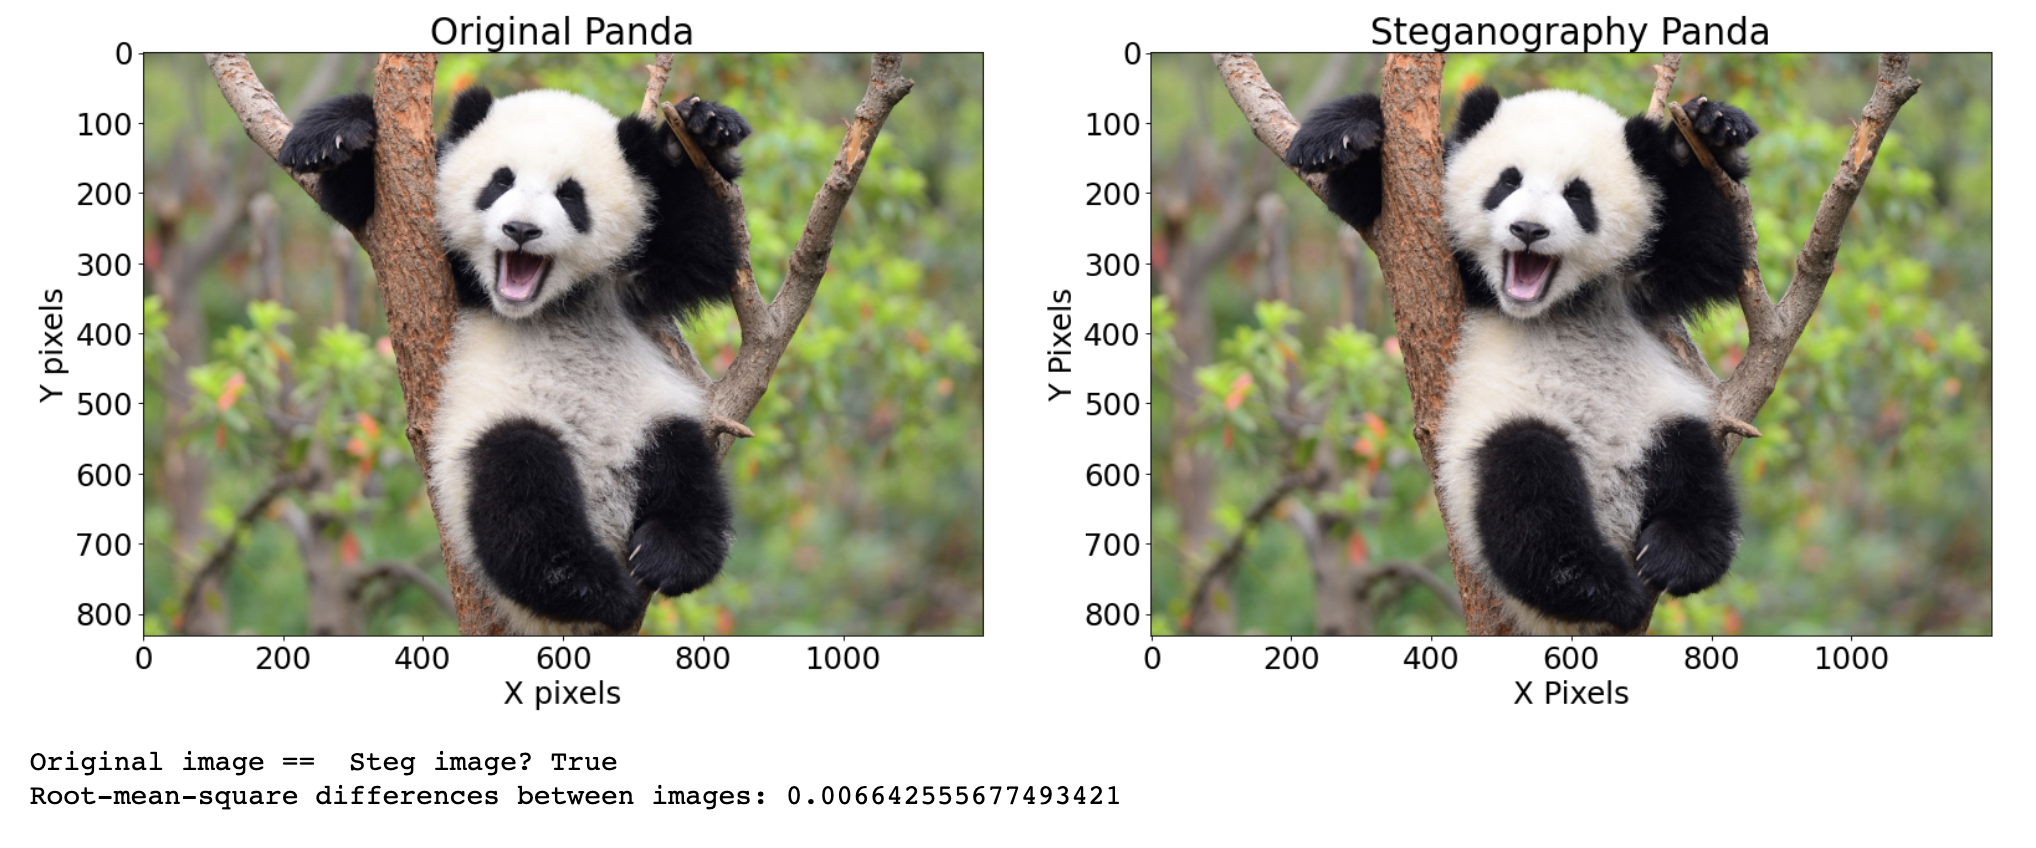 Original Panda
0
100
200
300
400
500
600
700
800
Y pixels
0 200 400 600 800 1000
X pixels
Steganography Panda
0
100
200
300
400
500
600
700
800
Y Pixels
0 200 400 600 800 1000
X Pixels
Original image ==  Steg image? True
Root-mean-square differences between images: 0.006642555677493421